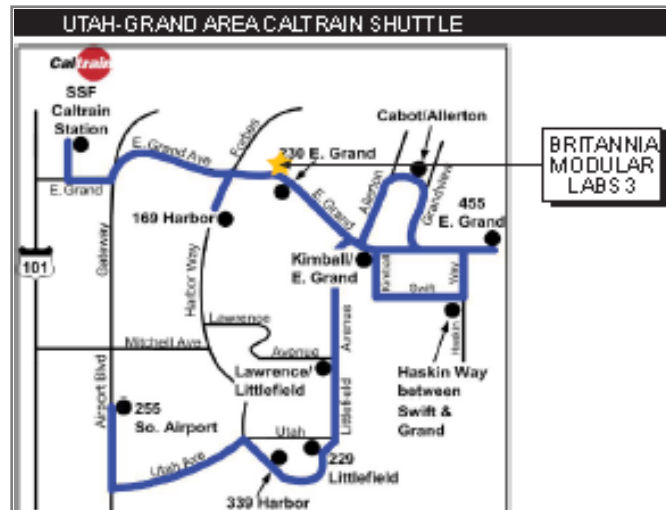 UTAH-GRAND AREA CALTRAIN SHUTTLE
Caltrain
SSF
Caltrain
Station
Cabot/Allerton
BRITANNIA
MODULAR
LABS 3
E. Grand Ave
Forbes
230 E. Grand
E. Grand
E. Grand
Allerton
Grandview
455
E. Grand
169 Harbor
101
Gateway
Harbor Way
Kimball/
E. Grand
Kimball
Swift
Way
Haskin
Lawrence
Avenue
Mitchell Ave
Lawrence/
Littlefield
Avenue
Littlefield
Haskin Way
between
Swift &
Grand
Airport Blvd
255
So. Airport
Utah
Utah Ave
229
Littlefield
339 Harbor